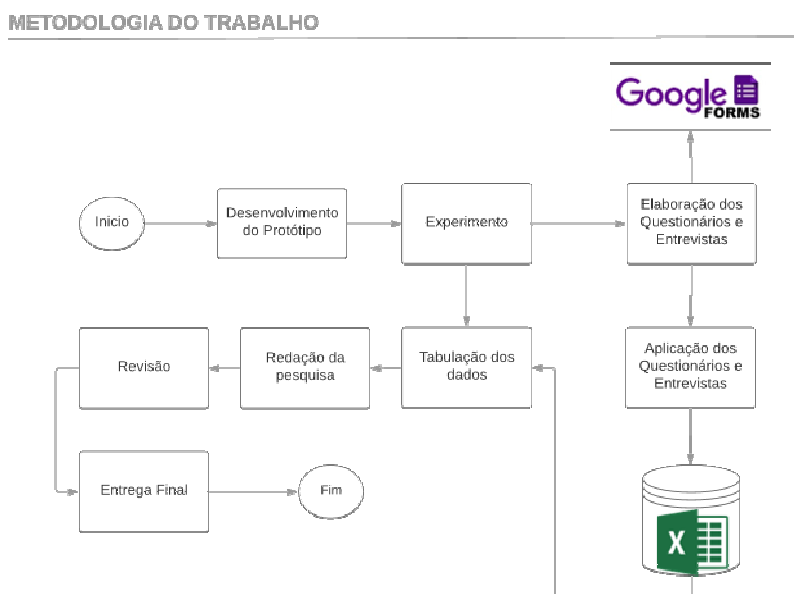 METODOLOGIA DO TRABALHO
Google
FORMS
Inicio
Desenvolvimento
do Protótipo
Experimento
Elaboração dos
Questionários e
Entrevistas
Revisão
Redação da
pesquisa
Tabulação dos
dados
Aplicação dos
Questionários e
Entrevistas
Entrega Final
Fim
X